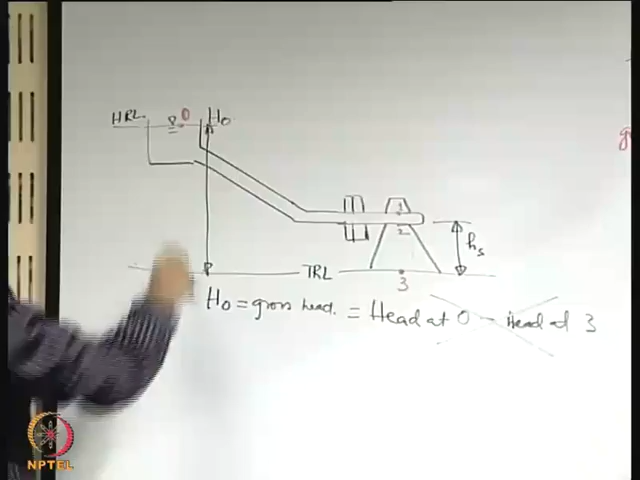 HRL 0 H₀
1
2
hs
TRL
3
H₀ = gross head. = Head at 0 - Head at 3
NPTEL